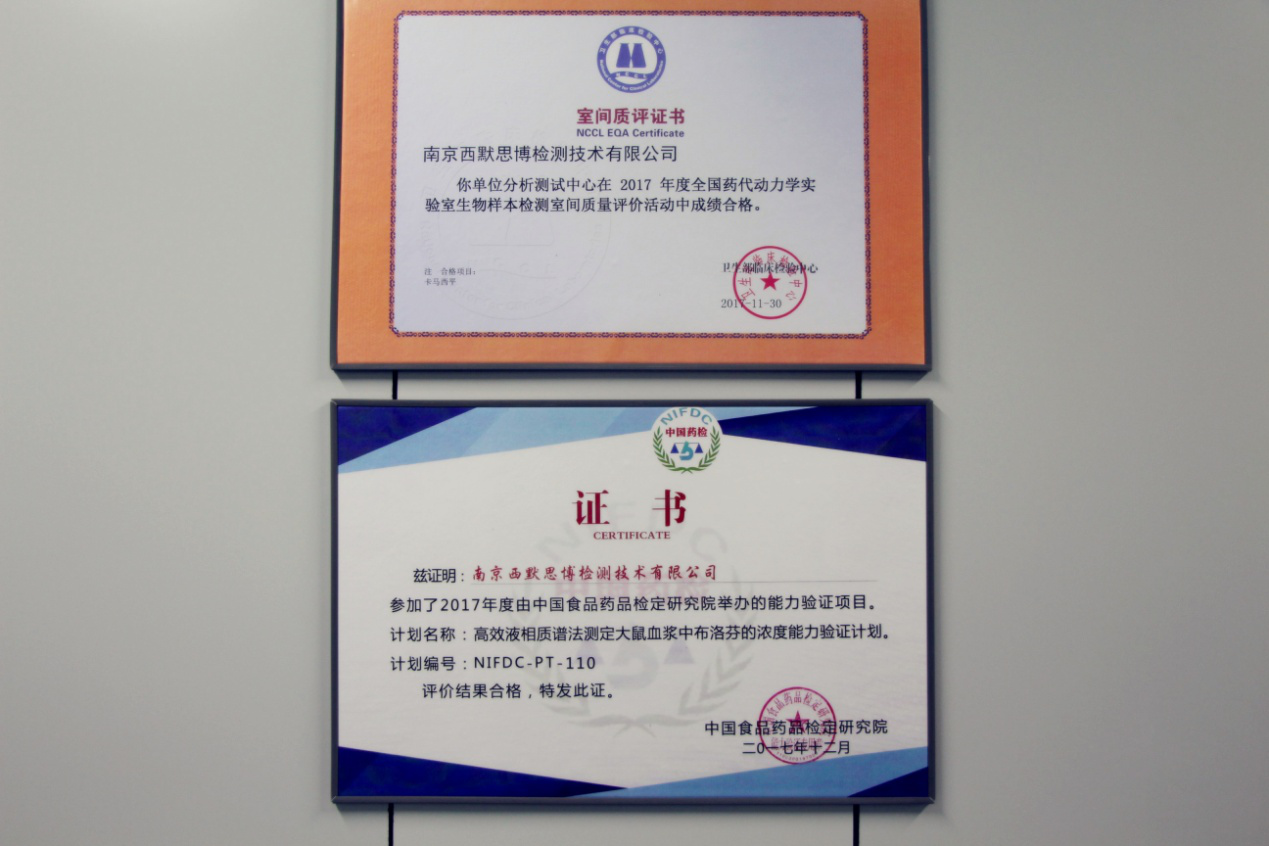 室间质评证书
NCCL EQA Certificate
南京西默思博检测技术有限公司
你单位分析测试中心在 2017 年度全国药代动力学实
验室生物样本检测室间质量评价活动中成绩合格。
注 合格项目:
卡马西平
卫生部临床检验中心
2017-11-30
NIFDC
中国药检
证 书
CERTIFICATE
兹证明：南京西默思博检测技术有限公司
参加了2017年度由中国食品药品检定研究院举办的能力验证项目。
计划名称：高效液相质谱法测定大鼠血浆中布洛芬的浓度能力验证计划。
计划编号：NIFDC-PT-110
评价结果合格，特发此证。
中国食品药品检定研究院
二〇一七年十二月